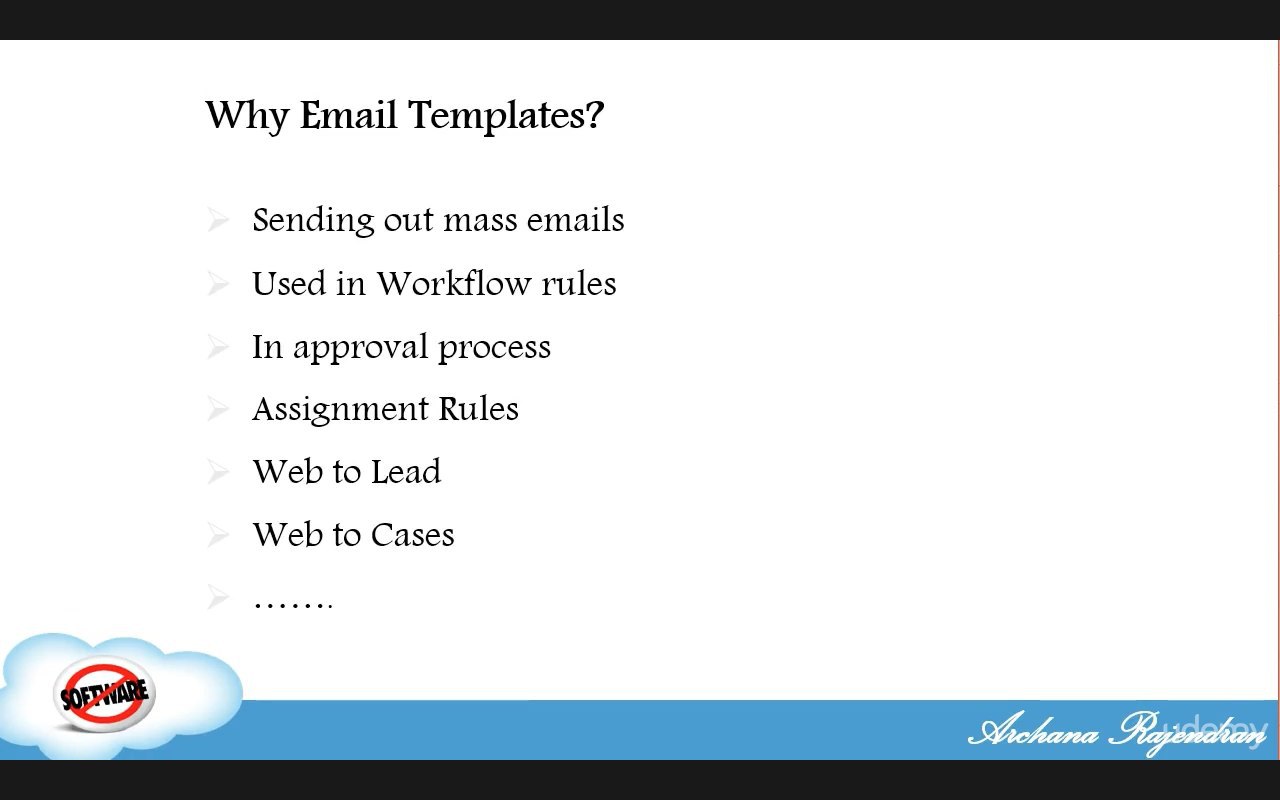 Why Email Templates?
Sending out mass emails
Used in Workflow rules
In approval process
Assignment Rules
Web to Lead
Web to Cases
.......
SOFTWARE
Archana Rajendran
udemy